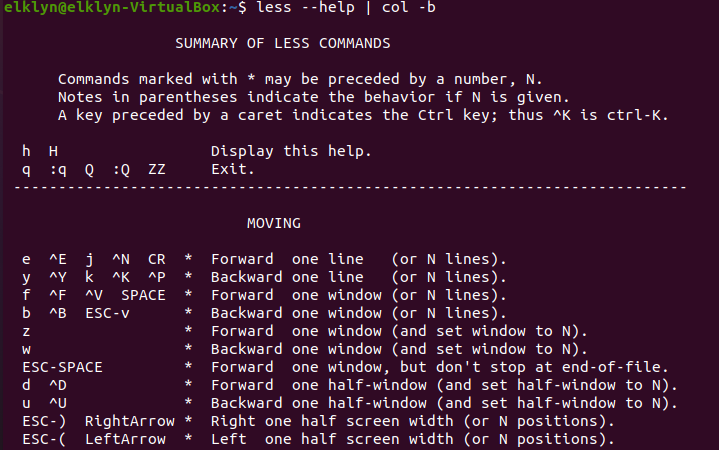 elklyn@elklyn-VirtualBox:~$ less --help | col -b
SUMMARY OF LESS COMMANDS
Commands marked with * may be preceded by a number, N.
Notes in parentheses indicate the behavior if N is given.
A key preceded by a caret indicates the Ctrl key; thus ^K is ctrl-K.
h  H                 Display this help.
q  :q  Q  :Q  ZZ     Exit.
---------------------------------------------------------------------------
MOVING
e  ^E  j  ^N  CR  *  Forward  one line   (or N lines).
y  ^Y  k  ^K  ^P  *  Backward one line   (or N lines).
f  ^F  ^V  SPACE  *  Forward  one window (or N lines).
b  ^B  ESC-v      *  Backward one window (or N lines).
z                 *  Forward  one window (and set window to N).
w                 *  Backward one window (and set window to N).
ESC-SPACE         *  Forward  one window, but don't stop at end-of-file.
d  ^D             *  Forward  one half-window (and set half-window to N).
u  ^U             *  Backward one half-window (and set half-window to N).
ESC-)  RightArrow *  Right one half screen width (or N positions).
ESC-(  LeftArrow  *  Left  one half screen width (or N positions).